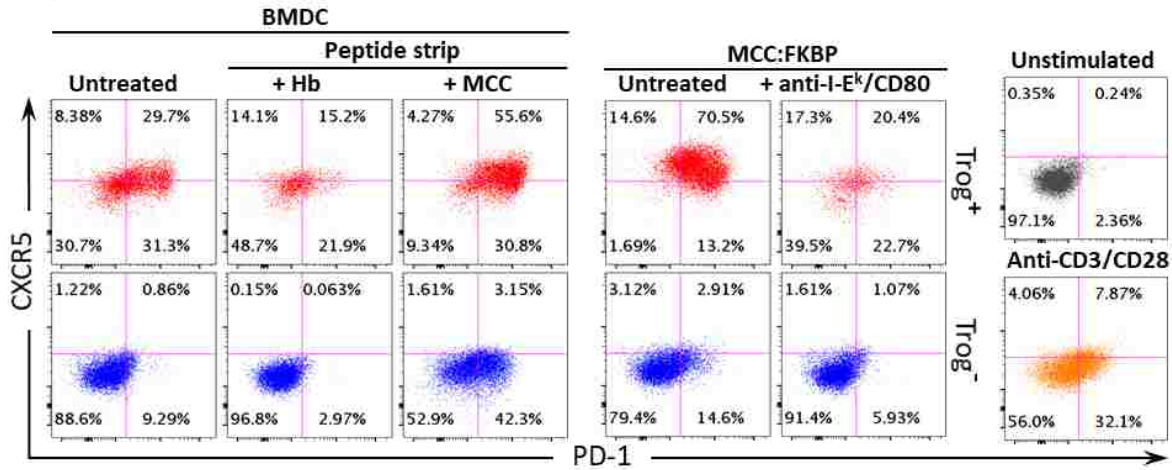 BMDC
Peptide strip
MCC:FKBP
Unstimulated
Untreated
+ Hb
+ MCC
Untreated
+ anti-I-Eᵏ/CD80
0.35% 0.24%
97.1% 2.36%
8.38% 29.7%
30.7% 31.3%
14.1% 15.2%
48.7% 21.9%
4.27% 55.6%
9.34% 30.8%
14.6% 70.5%
1.69% 13.2%
17.3% 20.4%
39.5% 22.7%
Trog⁺
Anti-CD3/CD28
1.22% 0.86%
88.6% 9.29%
0.15% 0.063%
96.8% 2.97%
1.61% 3.15%
52.9% 42.3%
3.12% 2.91%
79.4% 14.6%
1.61% 1.07%
91.4% 5.93%
Trog⁻
4.06% 7.87%
56.0% 32.1%
CXCR5
PD-1